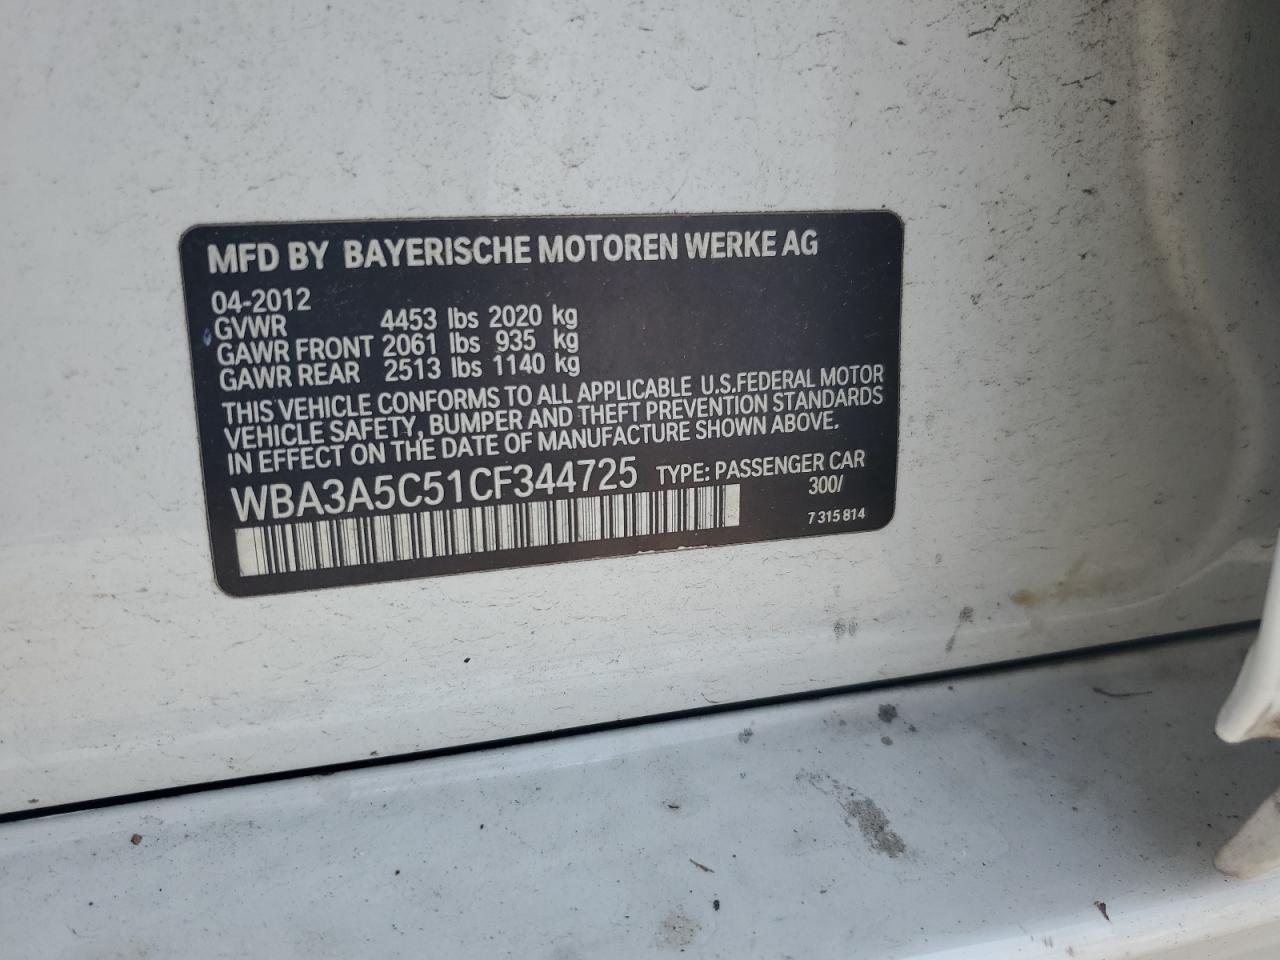 MFD BY BAYERISCHE MOTOREN WERKE AG
04-2012
GVWR 4453 lbs 2020 kg
GAWR FRONT 2061 lbs 935 kg
GAWR REAR 2513 lbs 1140 kg
THIS VEHICLE CONFORMS TO ALL APPLICABLE U.S.FEDERAL MOTOR
VEHICLE SAFETY, BUMPER AND THEFT PREVENTION STANDARDS
IN EFFECT ON THE DATE OF MANUFACTURE SHOWN ABOVE.
WBA3A5C51CF344725 TYPE: PASSENGER CAR
300/
7 315 814